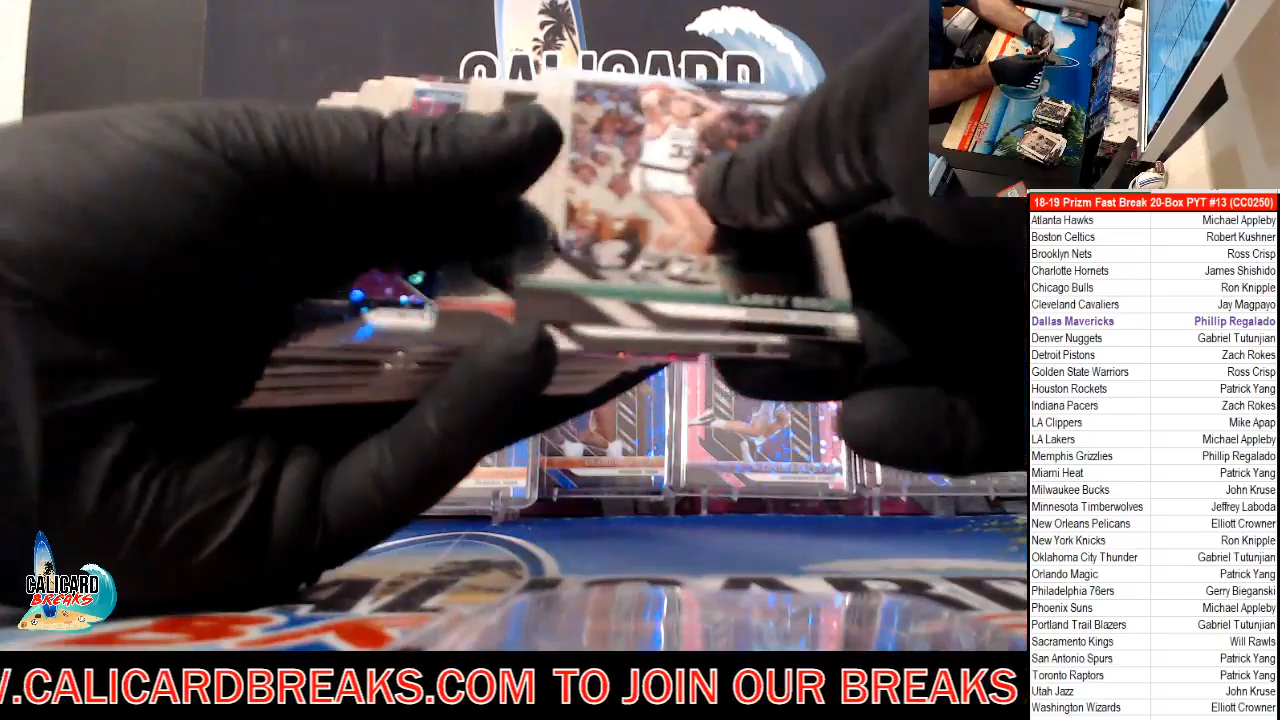 CALICARD
33
LARRY BIRD
18-19 Prizm Fast Break 20-Box PYT #13 (CC0250)
Atlanta Hawks Michael Appleby
Boston Celtics Robert Kushner
Brooklyn Nets Ross Crisp
Charlotte Hornets James Shishido
Chicago Bulls Ron Knipple
Cleveland Cavaliers Jay Magpayo
Dallas Mavericks Phillip Regalado
Denver Nuggets Gabriel Tutunjian
Detroit Pistons Zach Rokes
Golden State Warriors Ross Crisp
Houston Rockets Patrick Yang
Indiana Pacers Zach Rokes
LA Clippers Mike Apap
LA Lakers Michael Appleby
Memphis Grizzlies Phillip Regalado
Miami Heat Patrick Yang
Milwaukee Bucks John Kruse
Minnesota Timberwolves Jeffrey Laboda
New Orleans Pelicans Elliott Crowner
New York Knicks Ron Knipple
Oklahoma City Thunder Gabriel Tutunjian
Orlando Magic Patrick Yang
Philadelphia 76ers Gerry Bieganski
Phoenix Suns Michael Appleby
Portland Trail Blazers Gabriel Tutunjian
Sacramento Kings Will Rawls
San Antonio Spurs Patrick Yang
Toronto Raptors Patrick Yang
Utah Jazz John Kruse
Washington Wizards Elliott Crowner
CALICARD
BREAKS
.CALICARDBREAKS.COM TO JOIN OUR BREAKS